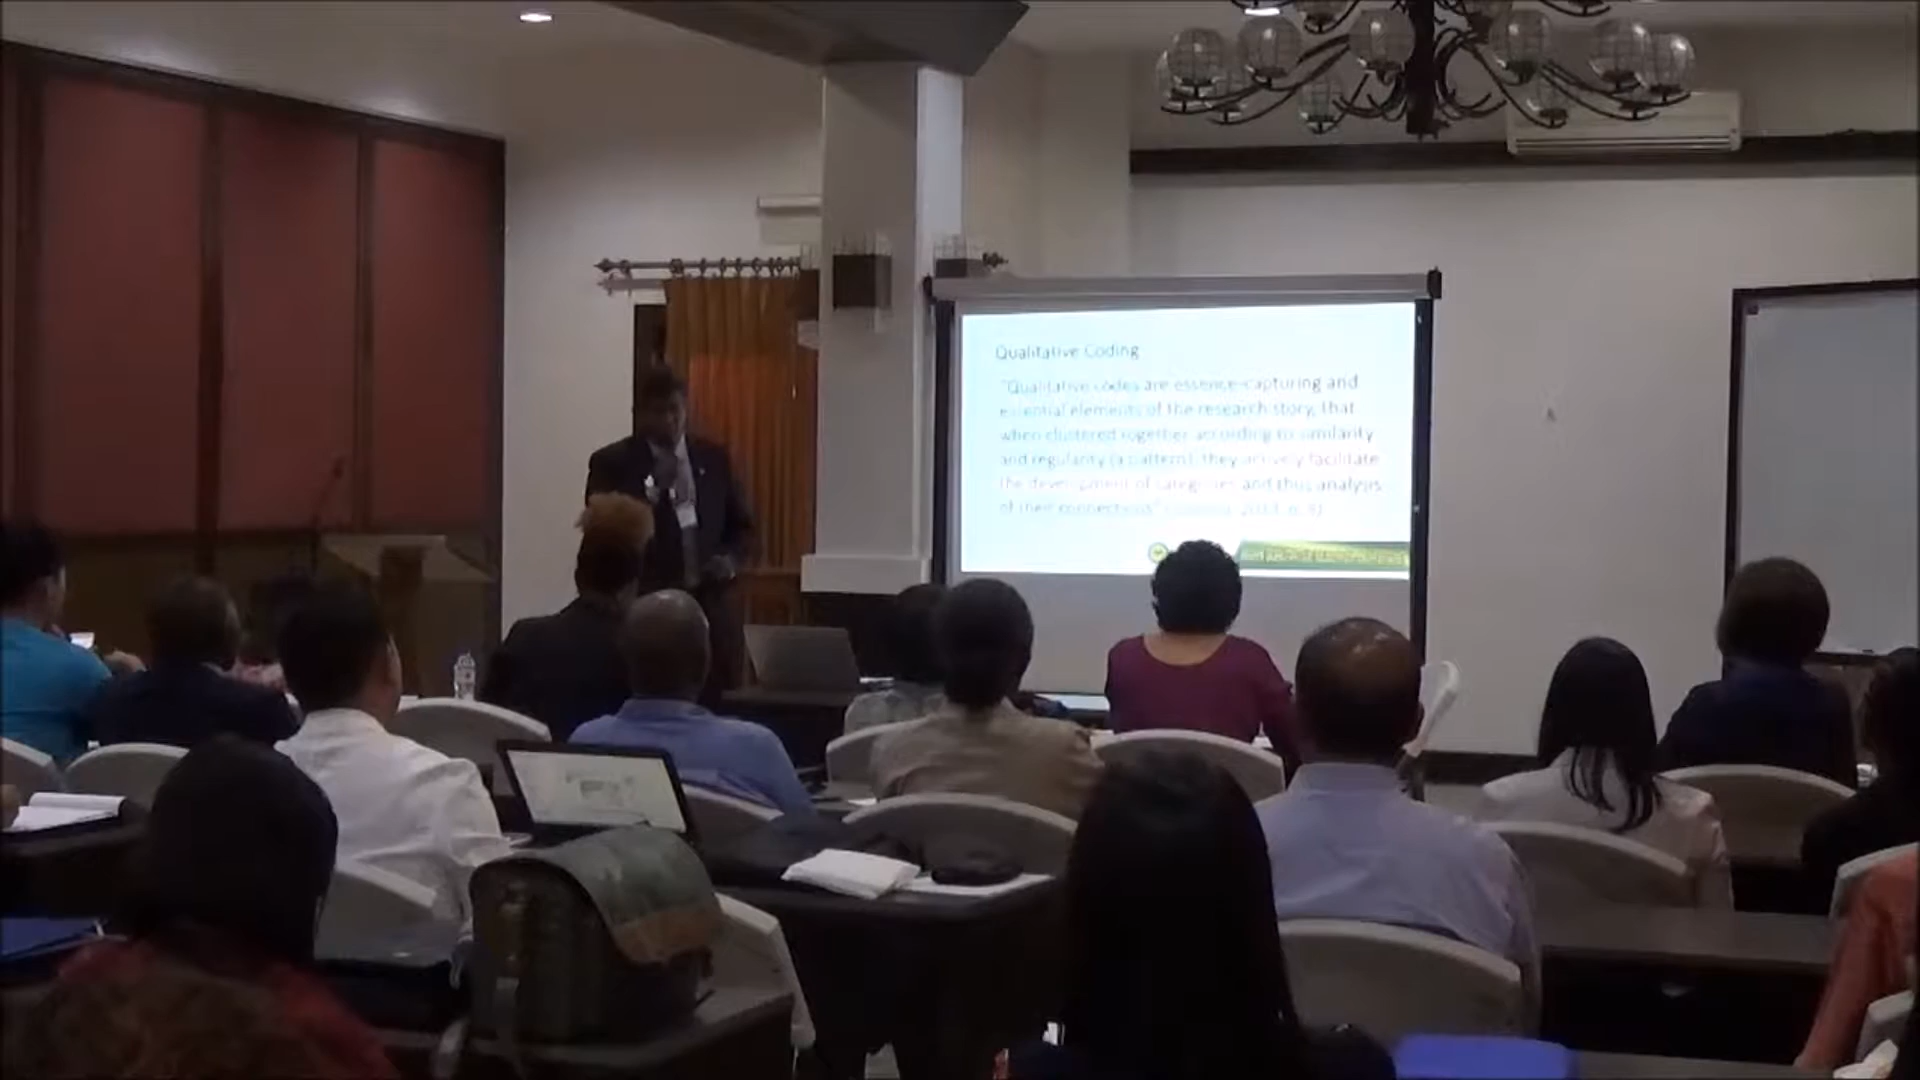 Qualitative Coding
"Qualitative codes are essence-capturing and
essential elements of the research story, that
when clustered together according to similarity
and regularity (a pattern), they actively facilitate
the development of categories and thus analysis
of their connections"